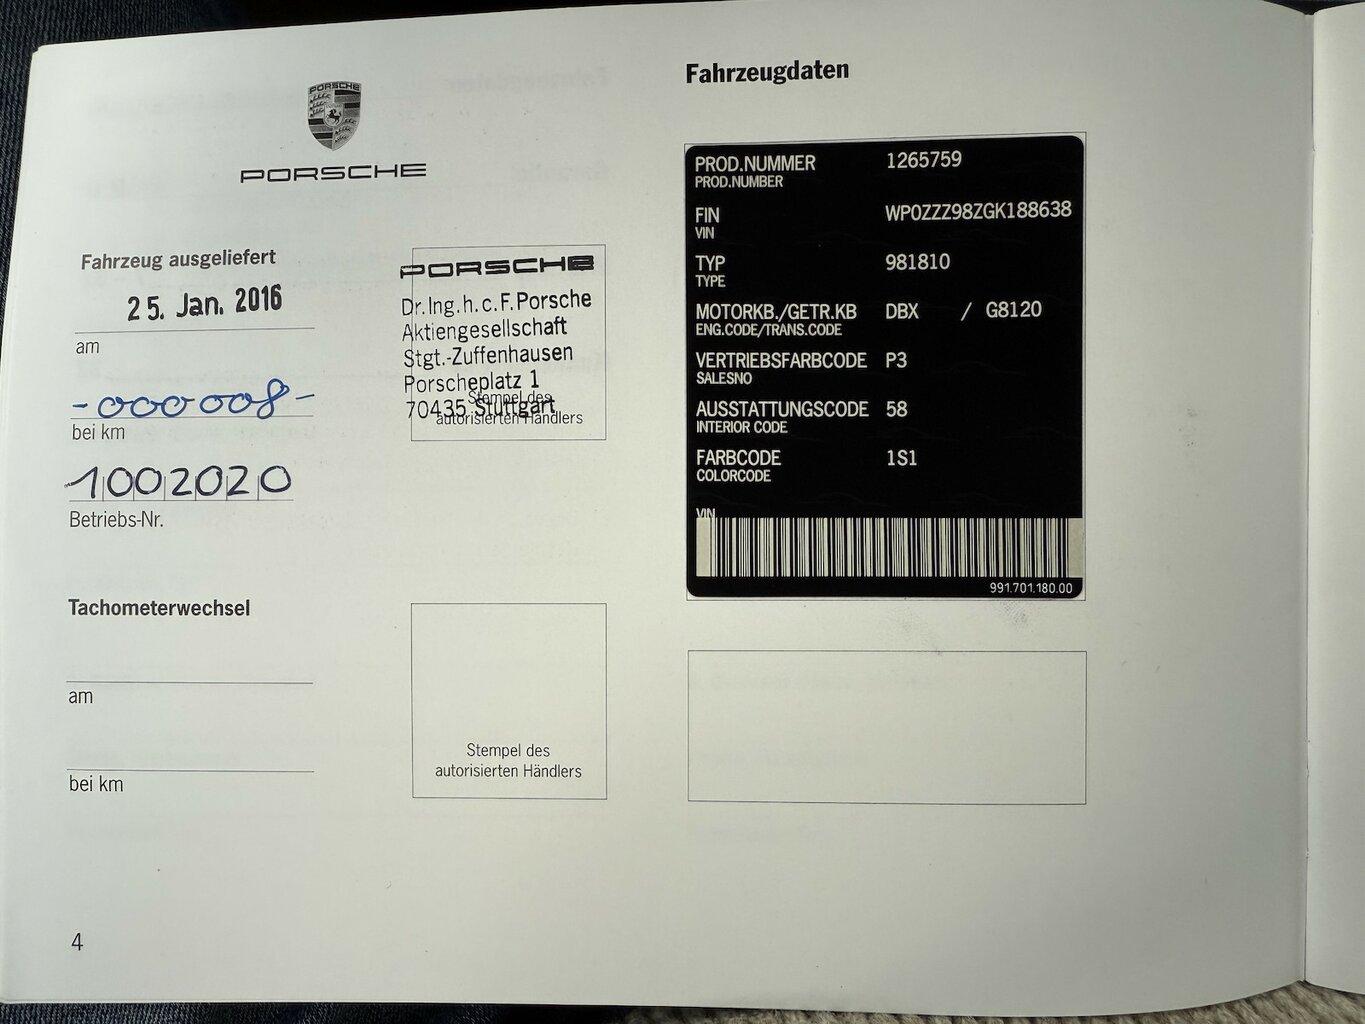 PORSCHE
PORSCHE
Fahrzeug ausgeliefert
25. Jan. 2016
am
-000008-
bei km
1002020
Betriebs-Nr.
PORSCHE
Dr.Ing.h.c.F.Porsche
Aktiengesellschaft
Stgt.-Zuffenhausen
Porscheplatz 1
70435 Stuttgart
Stempel des
autorisierten Händlers
Tachometerwechsel
am
bei km
Stempel des
autorisierten Händlers
4
Fahrzeugdaten
PROD.NUMMER 1265759
PROD.NUMBER
FIN WP0ZZZ98ZGK188638
VIN
TYP 981810
TYPE
MOTORKB./GETR.KB DBX / G8120
ENG.CODE/TRANS.CODE
VERTRIEBSFARBCODE P3
SALESNO
AUSSTATTUNGSCODE 58
INTERIOR CODE
FARBCODE 1S1
COLORCODE
VIN
991.701.180.00